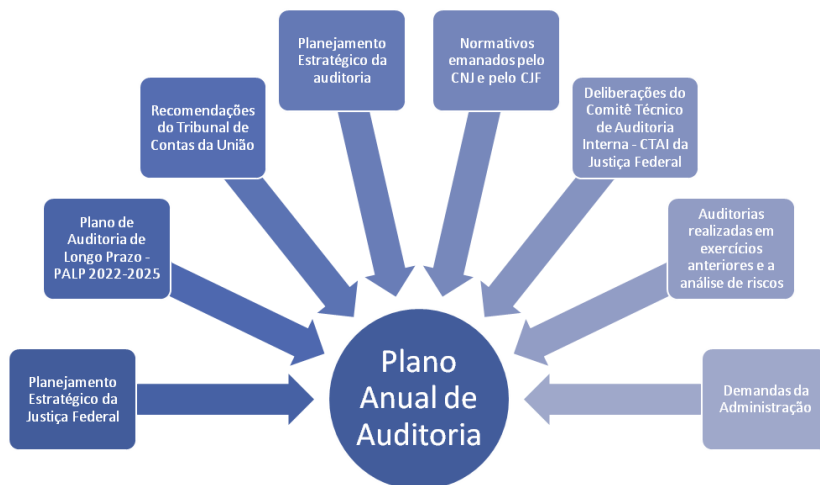 Planejamento
Estratégico da
Justiça Federal
Plano de
Auditoria de
Longo Prazo -
PALP 2022-2025
Recomendações
do Tribunal de
Contas da União
Planejamento
Estratégico da
auditoria
Normativos
emanados pelo
CNJ e pelo CJF
Deliberações do
Comitê Técnico
de Auditoria
Interna - CTAI da
Justiça Federal
Auditorias
realizadas em
exercícios
anteriores e a
análise de riscos
Demandas da
Administração
Plano
Anual de
Auditoria